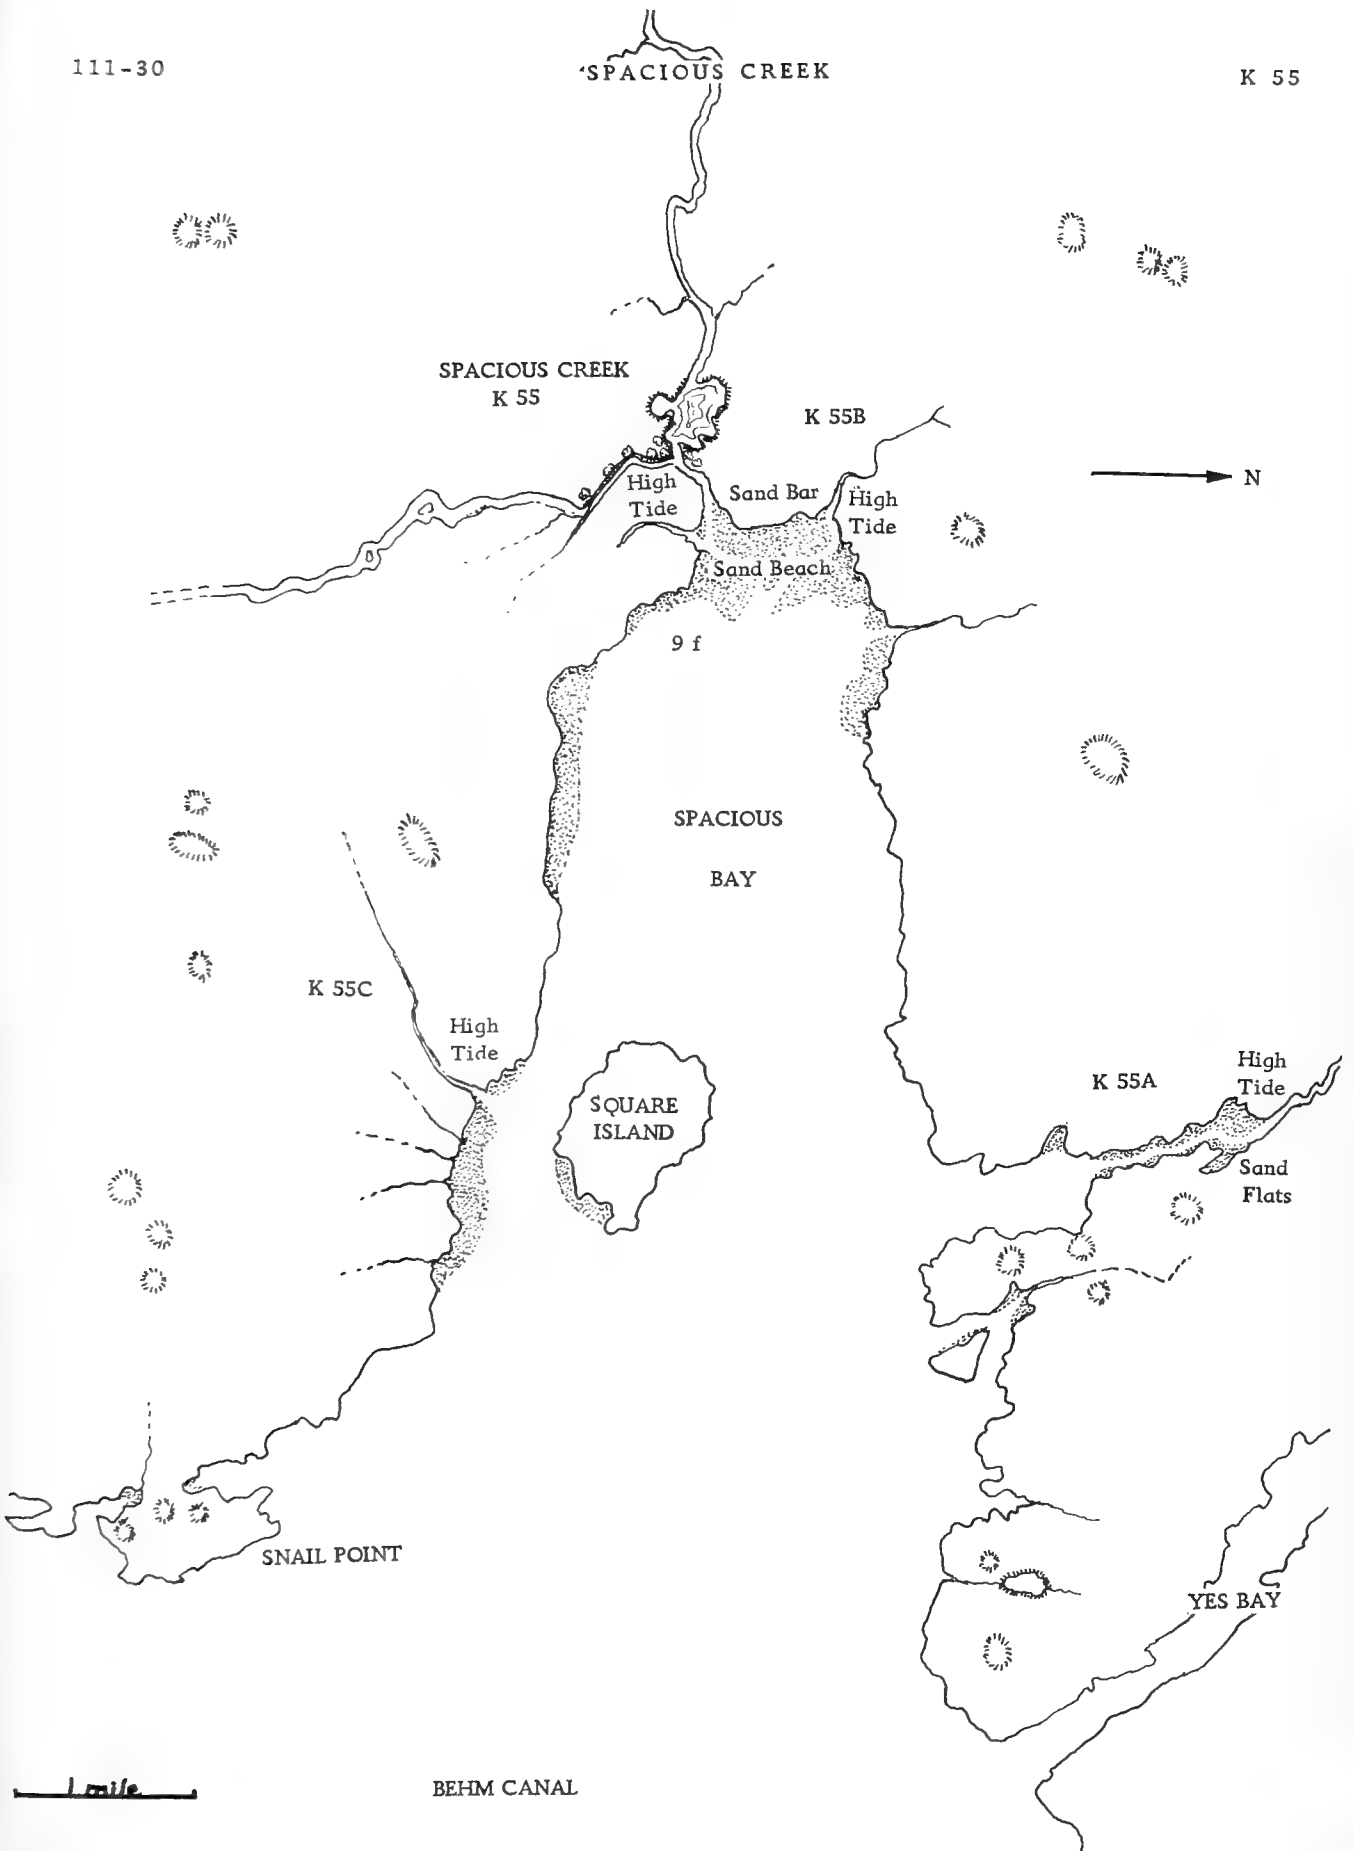 111-30
'SPACIOUS CREEK
K 55
SPACIOUS CREEK
K 55
K 55B
High
Tide
Sand Bar
High
Tide
N
Sand Beach
9 f
SPACIOUS
BAY
K 55C
High
Tide
SQUARE
ISLAND
K 55A
High
Tide
Sand
Flats
SNAIL POINT
YES BAY
1 mile
BEHM CANAL